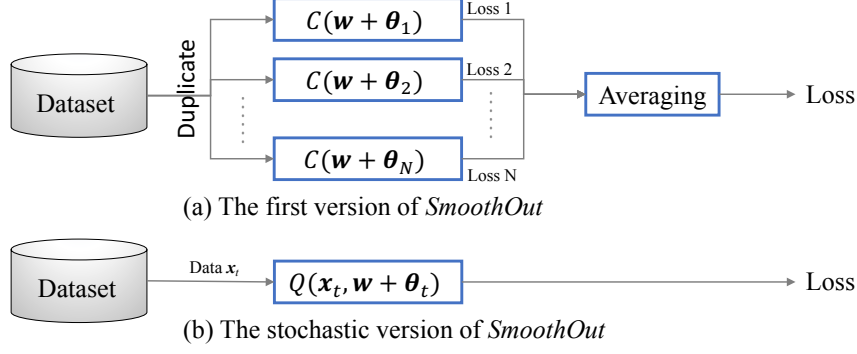 Dataset
Duplicate
C(w + θ₁)
Loss 1
C(w + θ₂)
Loss 2
C(w + θ_N)
Loss N
Averaging
Loss
(a) The first version of SmoothOut
Dataset
Data xₜ
Q(xₜ, w + θₜ)
Loss
(b) The stochastic version of SmoothOut